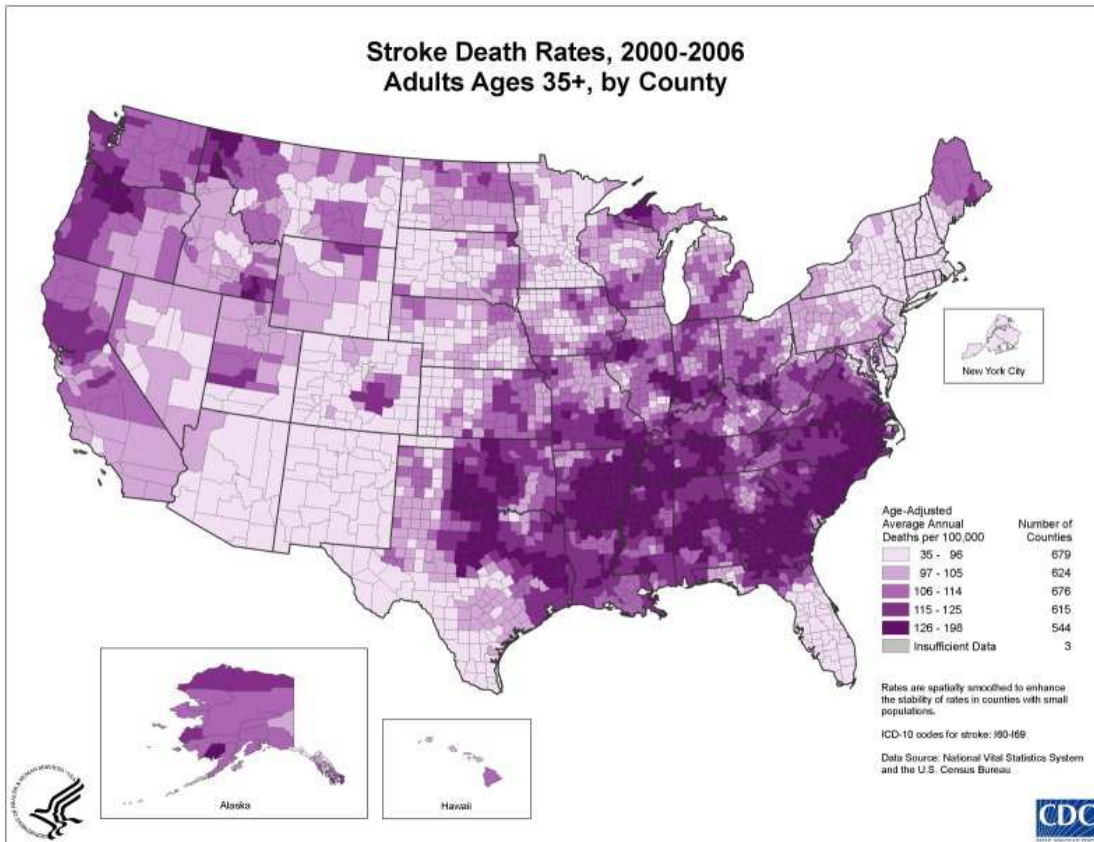 Stroke Death Rates, 2000-2006
Adults Ages 35+, by County
New York City
Age-Adjusted
Average Annual
Deaths per 100,000
Number of
Counties
35 - 96 679
97 - 105 624
106 - 114 676
115 - 125 615
126 - 198 544
Insufficient Data 3
Rates are spatially smoothed to enhance
the stability of rates in counties with small
populations.
ICD-10 codes for stroke: I60-I69
Data Source: National Vital Statistics System
and the U.S. Census Bureau
Alaska
Hawaii
CDC